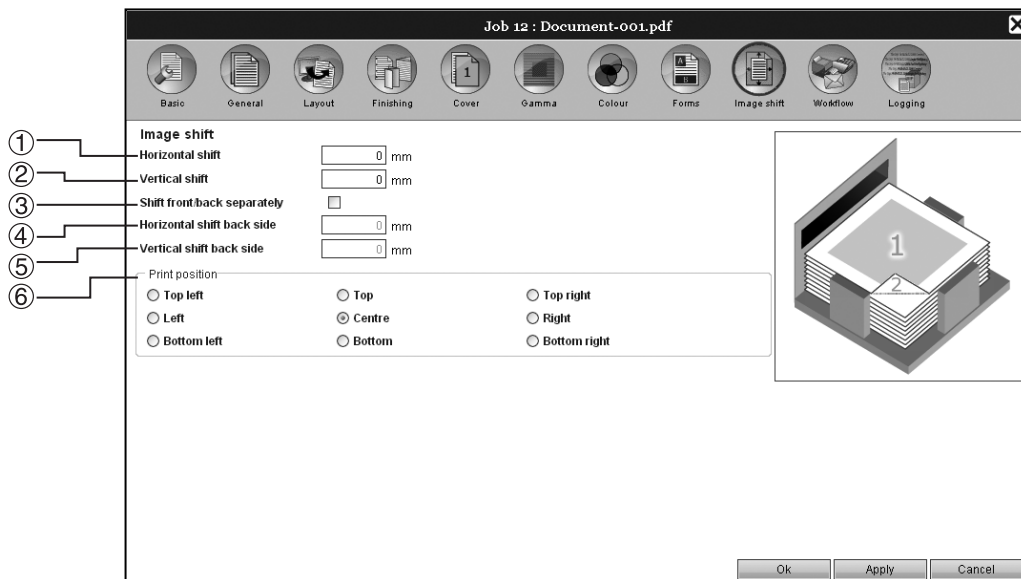 Job 12 : Document-001.pdf
Basic General Layout Finishing Cover Gamma Colour Forms Image shift Workflow Logging
1
A
B
Image shift
① Horizontal shift 0 mm
② Vertical shift 0 mm
③ Shift front/back separately
④ Horizontal shift back side 0 mm
⑤ Vertical shift back side 0 mm
⑥ Print position
Top left Top Top right
Left Centre Right
Bottom left Bottom Bottom right
1
2
Ok Apply Cancel